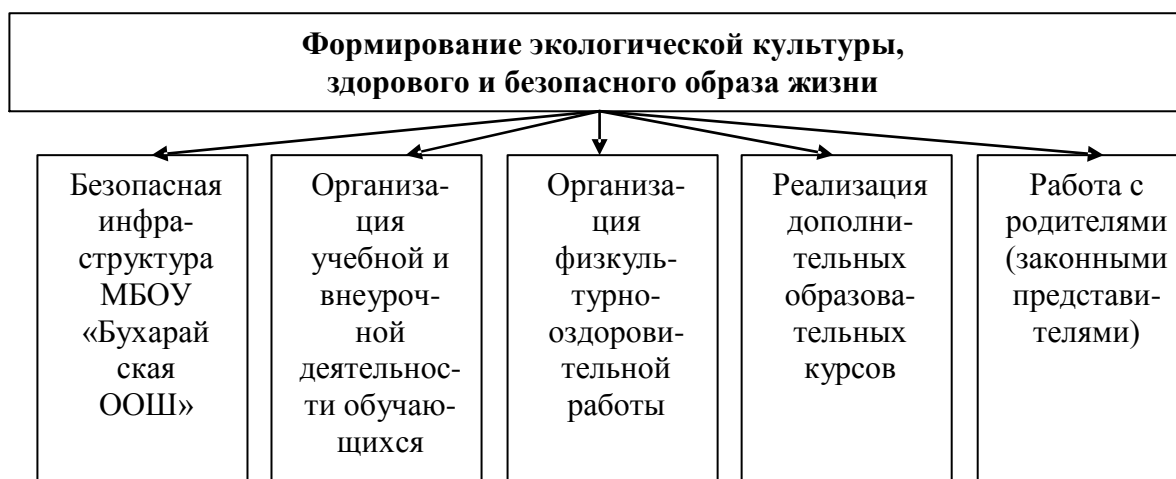 Формирование экологической культуры,
здорового и безопасного образа жизни
Безопасная
инфра-
структура
МБОУ
«Бухарай
ская
ООШ»
Организа-
ция
учебной и
внеуроч-
ной
деятельнос-
ти обучаю-
щихся
Организа-
ция
физкуль-
турно-
оздорови-
тельной
работы
Реализация
дополни-
тельных
образова-
тельных
курсов
Работа с
родителями
(законными
представи-
телями)